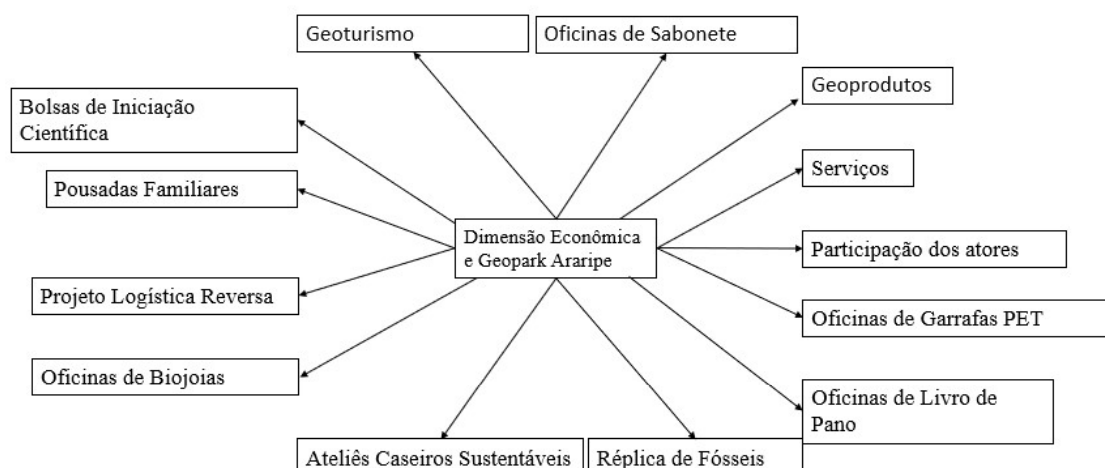 Geoturismo
Oficinas de Sabonete
Geoprodutos
Bolsas de Iniciação
Científica
Serviços
Pousadas Familiares
Dimensão Econômica
e Geopark Araripe
Participação dos atores
Projeto Logística Reversa
Oficinas de Garrafas PET
Oficinas de Biojoias
Oficinas de Livro de
Pano
Ateliês Caseiros Sustentáveis
Réplica de Fósseis